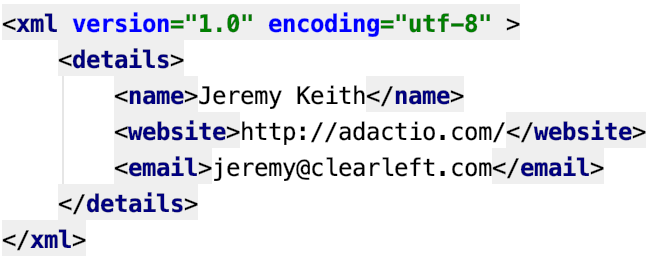 <xml version="1.0" encoding="utf-8" >
    <details>
        <name>Jeremy Keith</name>
        <website>http://adactio.com/</website>
        <email>jeremy@clearleft.com</email>
    </details>
</xml>